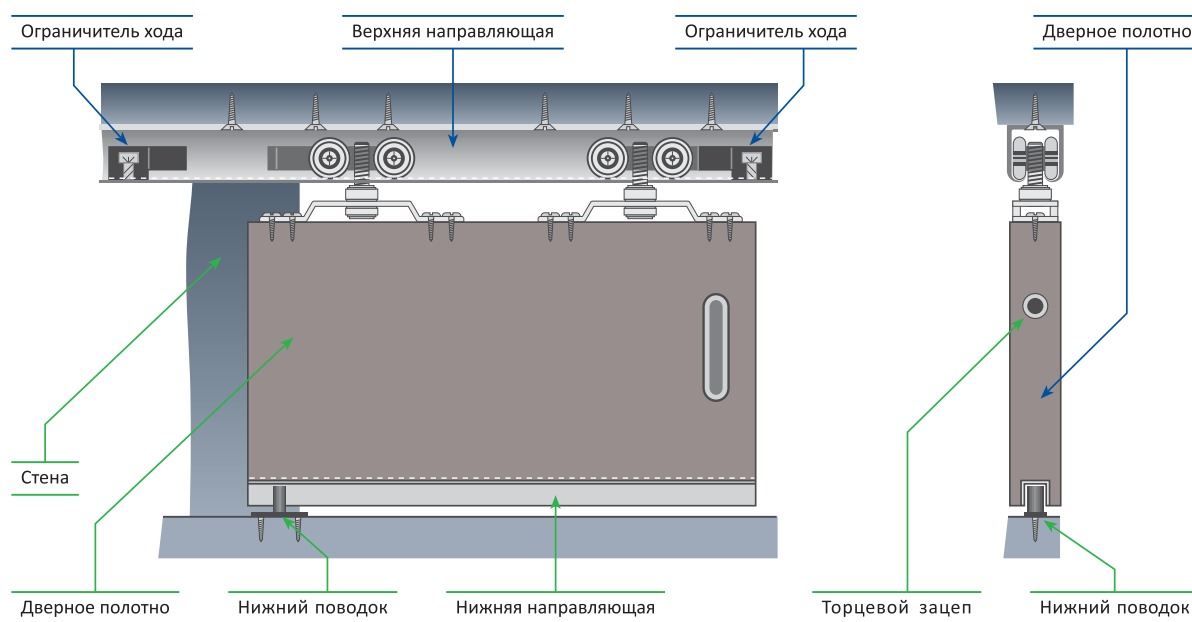 Ограничитель хода
Верхняя направляющая
Ограничитель хода
Дверное полотно
Стена
Дверное полотно
Нижний поводок
Нижняя направляющая
Торцевой зацеп
Нижний поводок